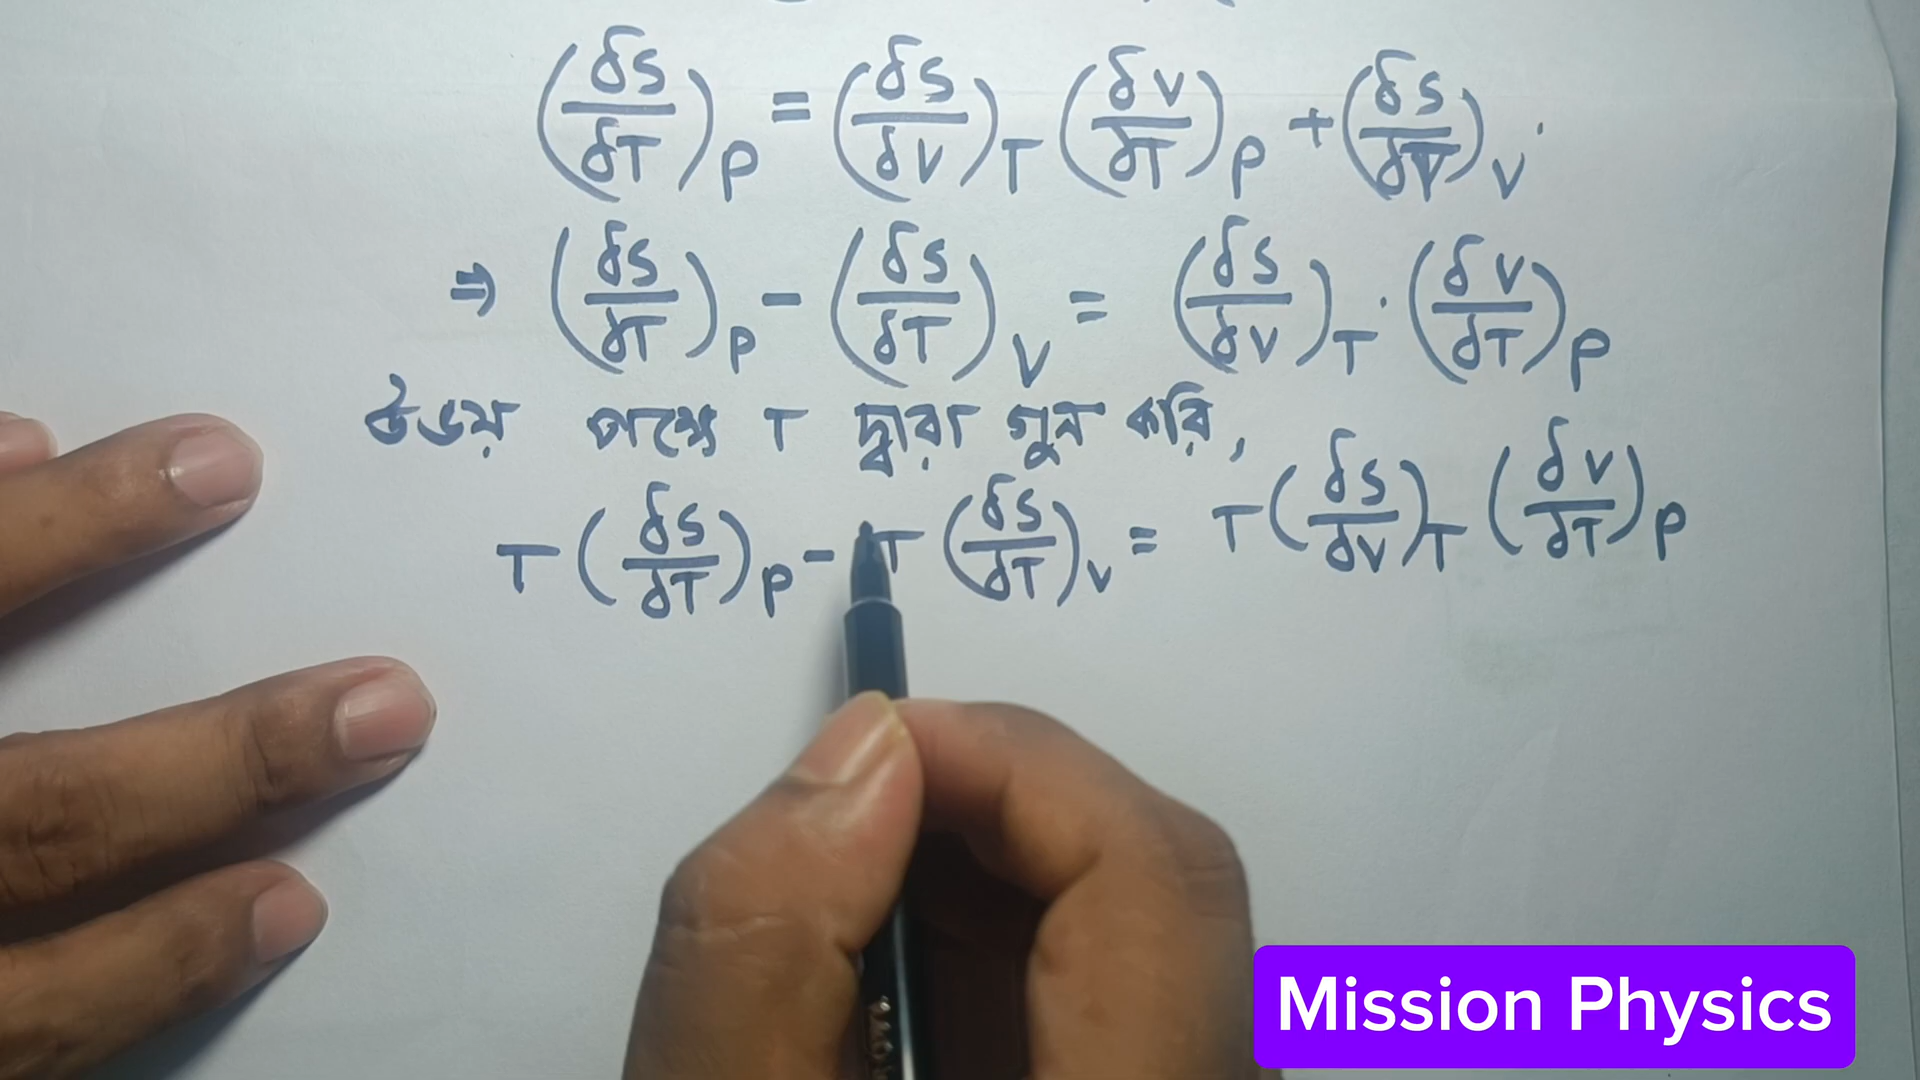 (δS/δT)_P = (δS/δV)_T (δV/δT)_P + (δS/δT)_V .
⇒ (δS/δT)_P - (δS/δT)_V = (δS/δV)_T · (δV/δT)_P
উভয় পক্ষে T দ্বারা গুন করি,
T (δS/δT)_P - T (δS/δT)_V = T (δS/δV)_T (δV/δT)_P
Mission Physics